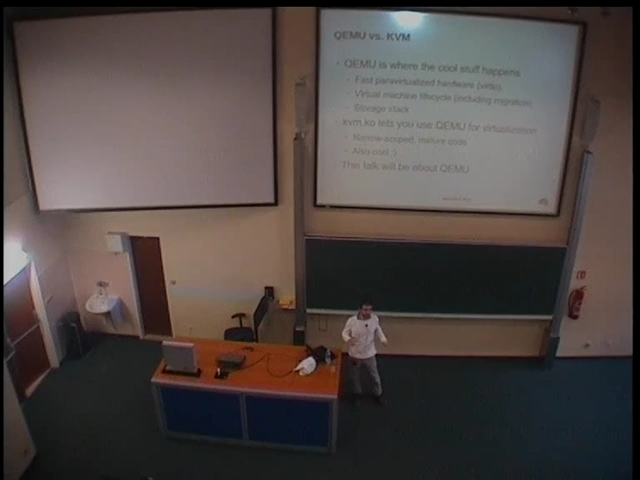 QEMU vs. KVM
QEMU is where the cool stuff happens
Fast paravirtualized hardware (virtio)
Virtual machine lifecycle (including migration)
Storage stack
kvm.ko lets you use QEMU for virtualization
Narrow-scoped, mature code
Also cool ;)
This talk will be about QEMU